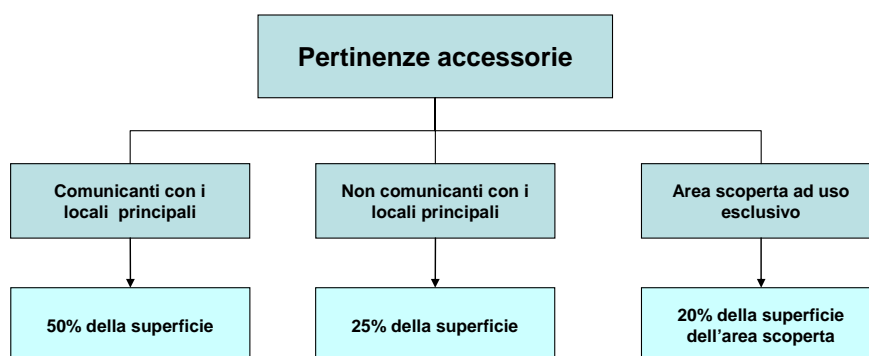 Pertinenze accessorie
Comunicanti con i
locali principali
Non comunicanti con i
locali principali
Area scoperta ad uso
esclusivo
50% della superficie
25% della superficie
20% della superficie
dell'area scoperta